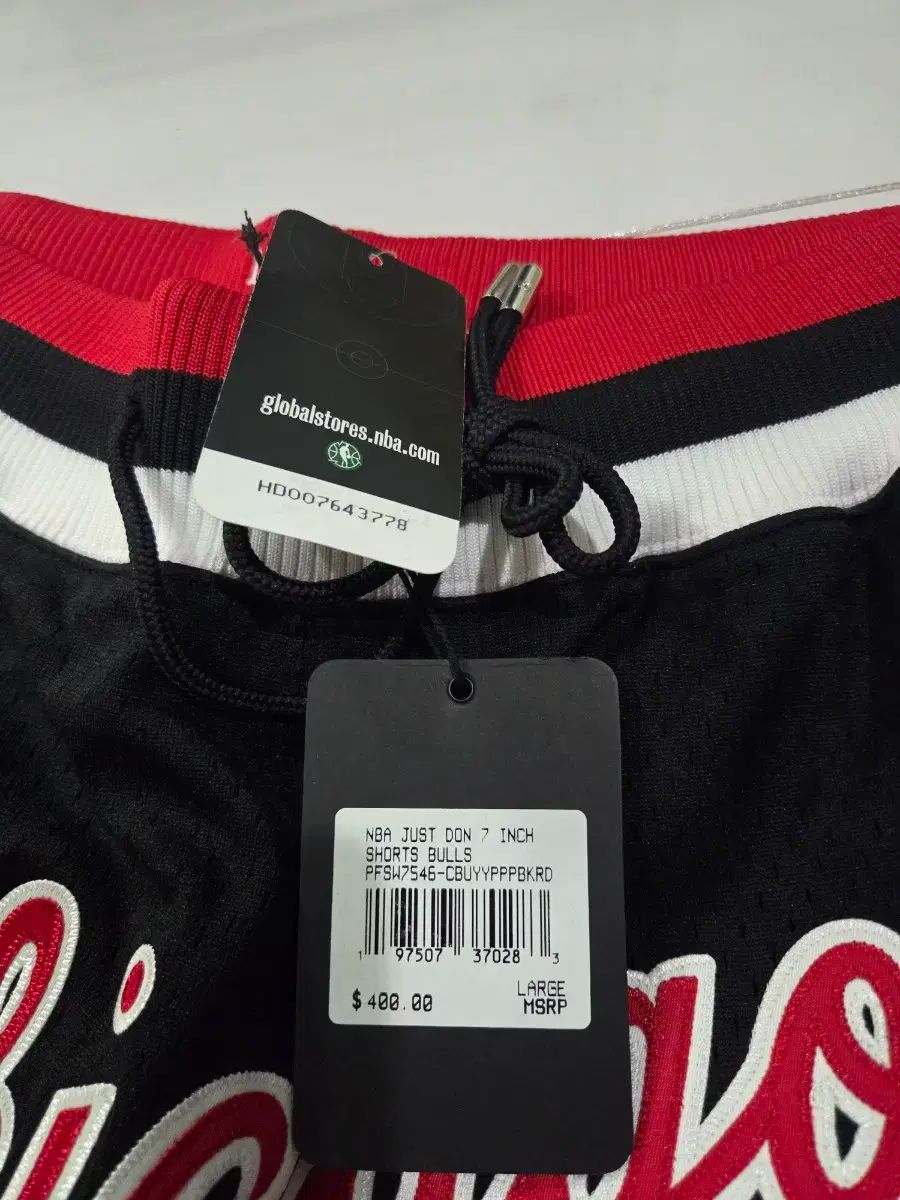 globalstores.nba.com
HD007643778
NBA JUST DON 7 INCH
SHORTS BULLS
PFSW7546-CBUYYPPPBKRD
1 97507 37028 3
$ 400.00
LARGE
MSRP